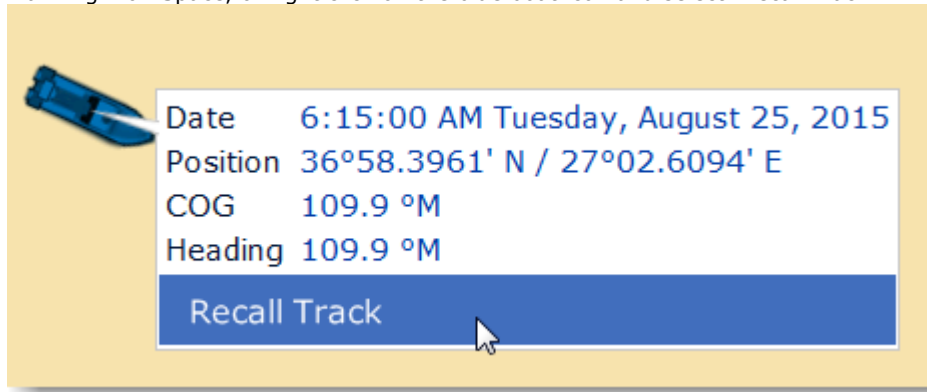 Date 6:15:00 AM Tuesday, August 25, 2015
Position 36°58.3961' N / 27°02.6094' E
COG 109.9 °M
Heading 109.9 °M
Recall Track